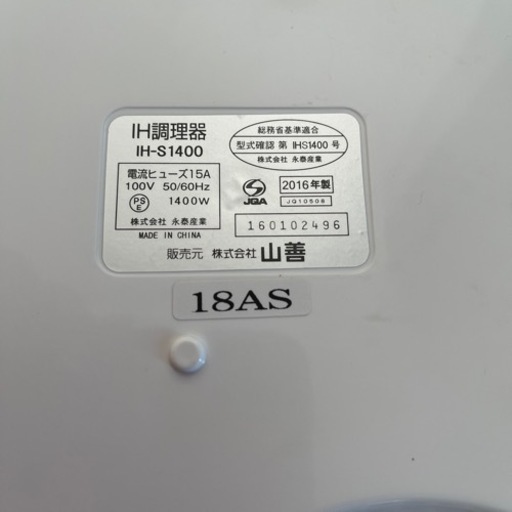 IH調理器
IH-S1400
電流ヒューズ15A
100V 50/60Hz
PSE 1400W
株式会社 永泰産業
MADE IN CHINA
総務省基準適合
型式確認 第 IHS1400 号
株式会社 永泰産業
JQA
2016年製
JQ10508
160102496
販売元 株式会社 山善
18AS